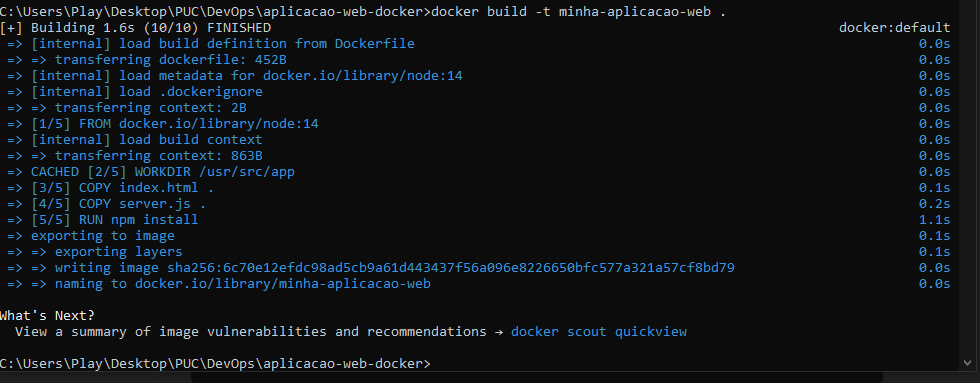 C:\Users\Play\Desktop\PUC\DevOps\aplicacao-web-docker>docker build -t minha-aplicacao-web .
[+] Building 1.6s (10/10) FINISHED docker:default
=> [internal] load build definition from Dockerfile 0.0s
=> => transferring dockerfile: 452B 0.0s
=> [internal] load metadata for docker.io/library/node:14 0.0s
=> [internal] load .dockerignore 0.0s
=> => transferring context: 2B 0.0s
=> [1/5] FROM docker.io/library/node:14 0.0s
=> [internal] load build context 0.0s
=> => transferring context: 863B 0.0s
=> CACHED [2/5] WORKDIR /usr/src/app 0.0s
=> [3/5] COPY index.html . 0.1s
=> [4/5] COPY server.js . 0.2s
=> [5/5] RUN npm install 1.1s
=> exporting to image 0.1s
=> => exporting layers 0.1s
=> => writing image sha256:6c70e12efdc98ad5cb9a61d443437f56a096e8226650bfc577a321a57cf8bd79 0.0s
=> => naming to docker.io/library/minha-aplicacao-web 0.0s
What's Next?
View a summary of image vulnerabilities and recommendations → docker scout quickview
C:\Users\Play\Desktop\PUC\DevOps\aplicacao-web-docker>